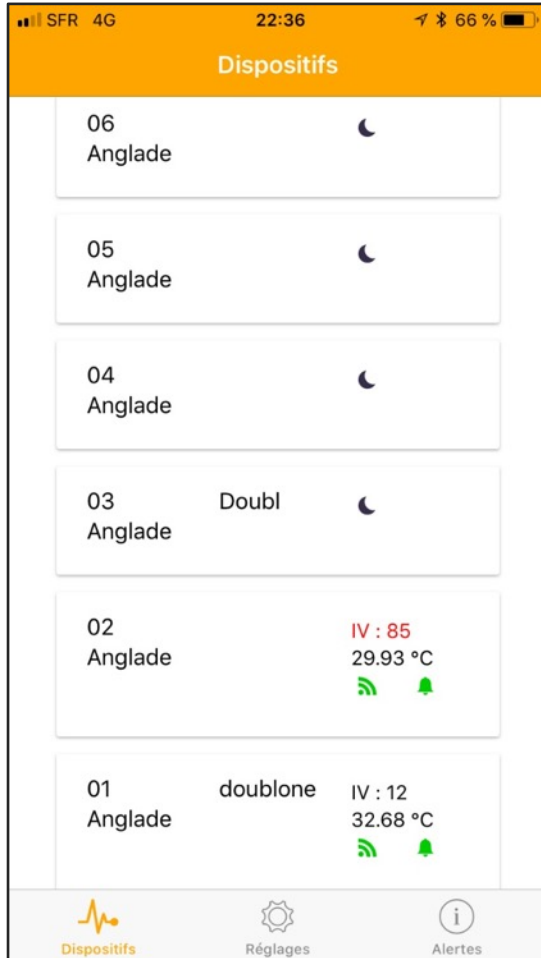 SFR 4G 22:36 66 %
Dispositifs
06
Anglade
05
Anglade
04
Anglade
03 Doubl
Anglade
02 IV : 85
Anglade 29.93 °C
01 doublone IV : 12
Anglade 32.68 °C
Dispositifs Réglages Alertes